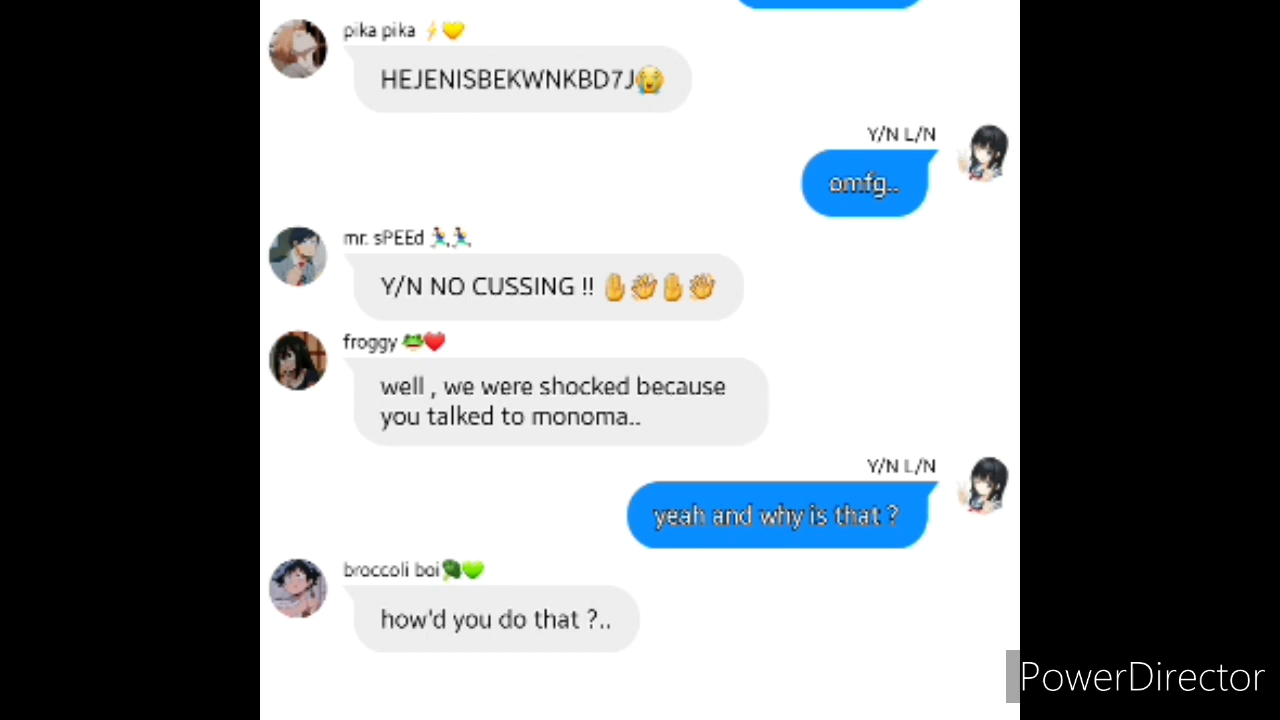 pika pika ⚡💛
HEJENISBEKWNKBD7J😭
Y/N L/N
omfg..
mr. sPEEd 🏃‍♂️🏃‍♂️
Y/N NO CUSSING !! ✋👏✋👏
froggy 🐸❤️
well , we were shocked because
you talked to monoma..
Y/N L/N
yeah and why is that ?
broccoli boi🥦💚
how'd you do that ?..
PowerDirector